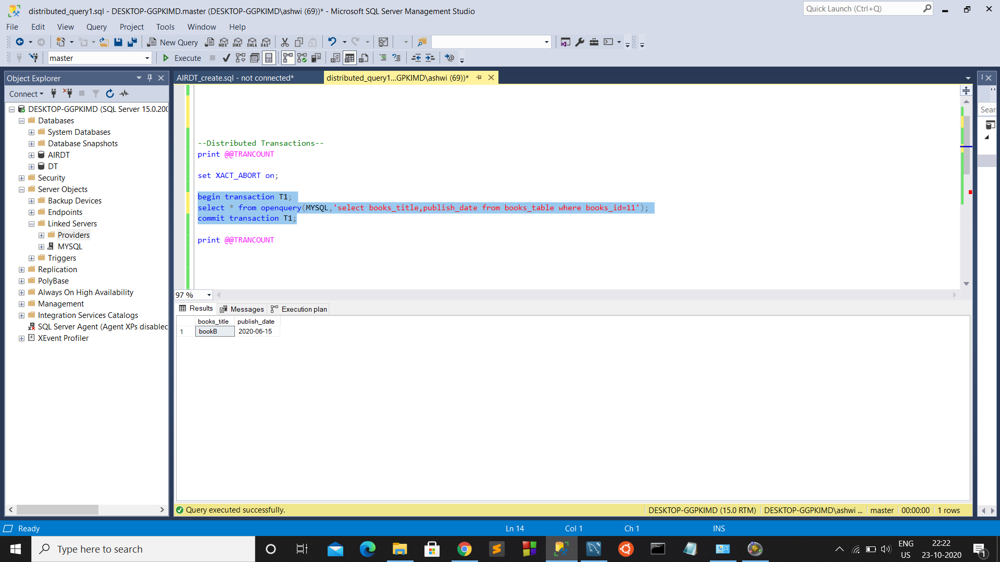 distributed_query1.sql - DESKTOP-GGPKIMD.master (DESKTOP-GGPKIMD\ashwi (69))* - Microsoft SQL Server Management Studio
Quick Launch (Ctrl+Q)
File Edit View Query Project Tools Window Help
New Query MDX DMX XMLA DAX
master Execute
Object Explorer
AIRDT_create.sql - not connected*
distributed_query1...GPKIMD\ashwi (69))*
Connect
DESKTOP-GGPKIMD (SQL Server 15.0.200
Databases
System Databases
Database Snapshots
AIRDT
DT
Security
Server Objects
Backup Devices
Endpoints
Linked Servers
Providers
MYSQL
Triggers
Replication
PolyBase
Always On High Availability
Management
Integration Services Catalogs
SQL Server Agent (Agent XPs disablec
XEvent Profiler
--Distributed Transactions--
print @@TRANCOUNT
set XACT_ABORT on;
begin transaction T1;
select * from openquery(MYSQL,'select books_title,publish_date from books_table where books_id=11');
commit transaction T1;
print @@TRANCOUNT
97 %
Results Messages Execution plan
books_title publish_date
1 bookB 2020-06-15
Sear
Query executed successfully.
DESKTOP-GGPKIMD (15.0 RTM) DESKTOP-GGPKIMD\ashwi ... master 00:00:00 1 rows
Ready Ln 14 Col 1 Ch 1 INS
Type here to search
ENG
US
22:22
23-10-2020
1